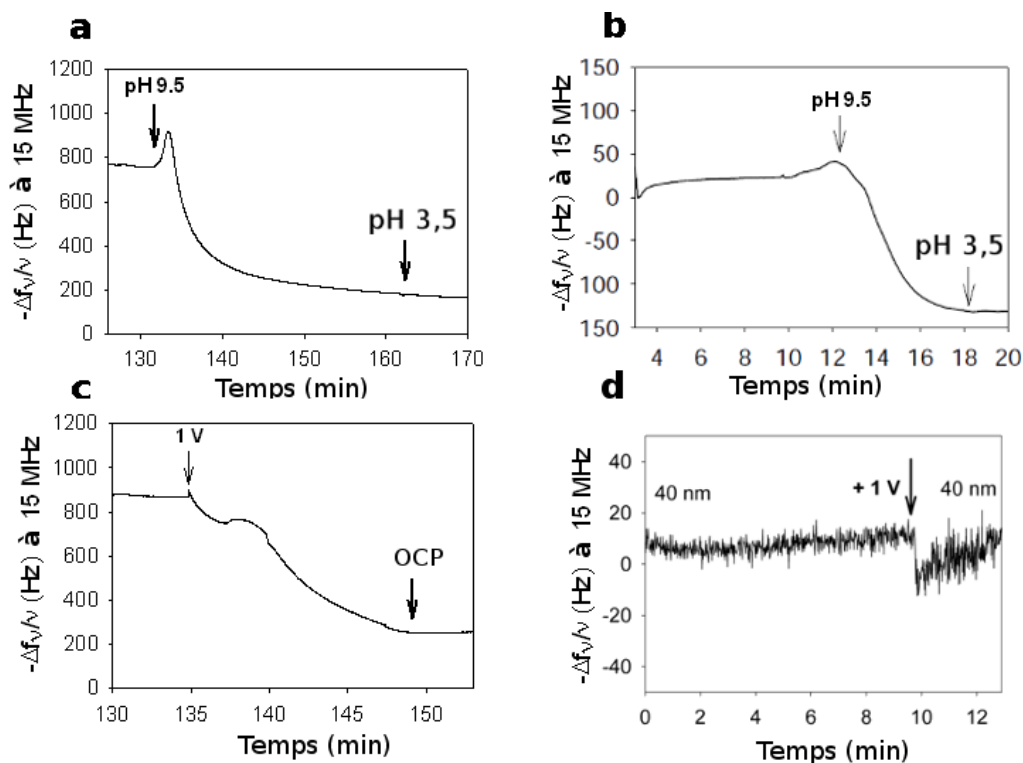 a
-Δfν/ν (Hz) à 15 MHz
1200
1000
800
600
400
200
0
pH 9.5
pH 3,5
130 140 150 160 170
Temps (min)
b
-Δfν/ν (Hz) à 15 MHz
150
100
50
0
-50
100
150
pH 9.5
pH 3,5
4 6 8 10 12 14 16 18 20
Temps (min)
c
-Δfν/ν (Hz) à 15 MHz
1200
1000
800
600
400
200
0
1 V
OCP
130 135 140 145 150
Temps (min)
d
-Δfν/ν (Hz) à 15 MHz
40
20
0
-20
-40
40 nm
+ 1 V
40 nm
0 2 4 6 8 10 12
Temps (min)